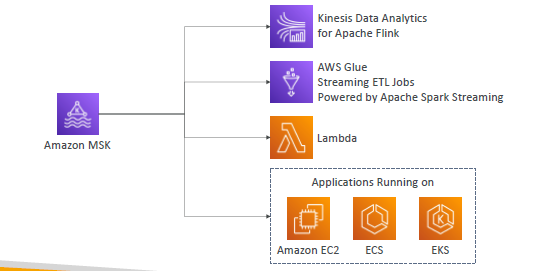 Kinesis Data Analytics
for Apache Flink
AWS Glue
Streaming ETL Jobs
Powered by Apache Spark Streaming
Amazon MSK
Lambda
Applications Running on
Amazon EC2
ECS
EKS